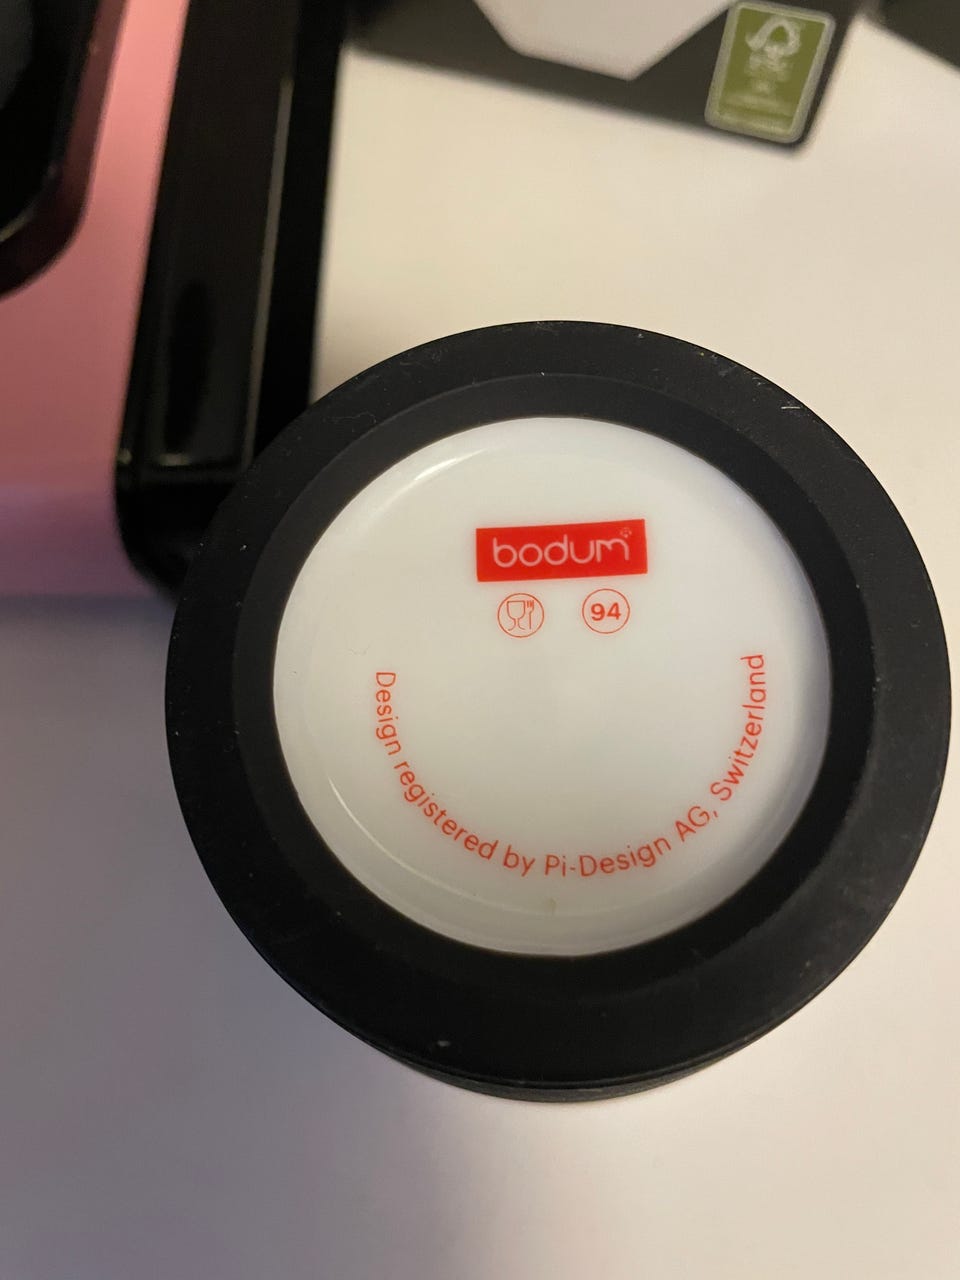 bodum®
94
Design registered by Pi-Design AG, Switzerland